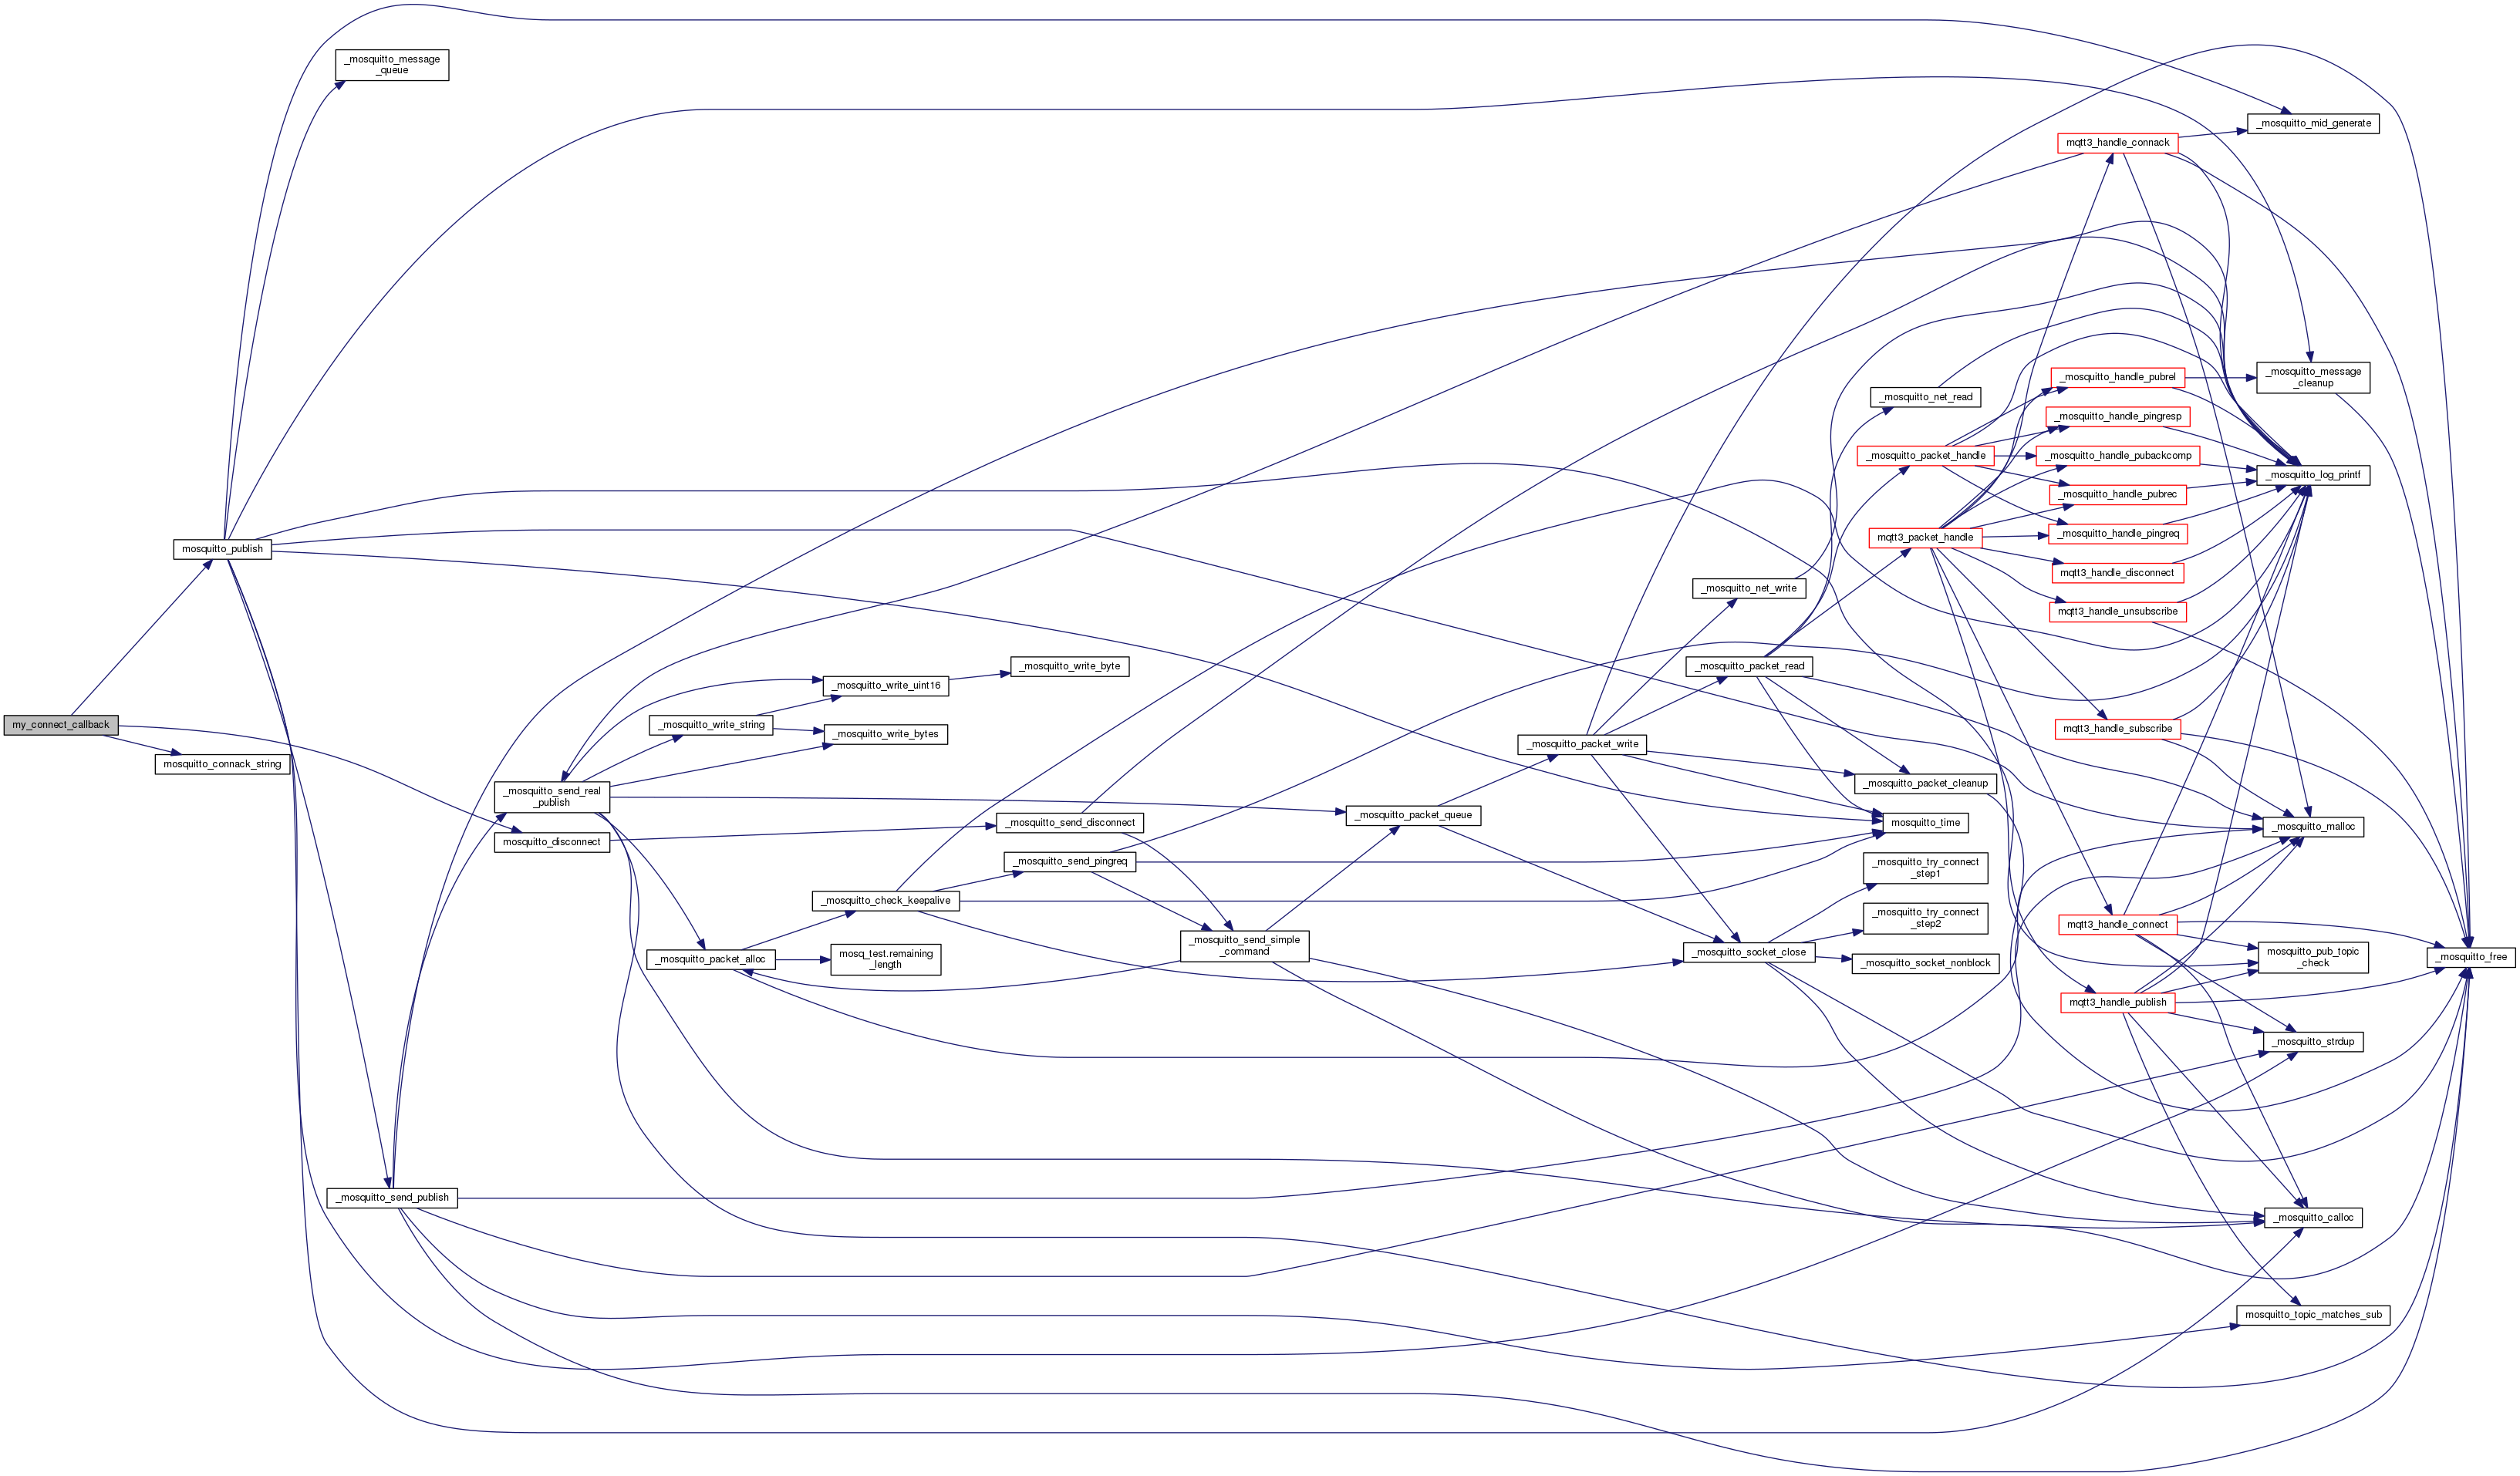 _mosquitto_message
_queue
_mosquitto_mid_generate
mqtt3_handle_connack
_mosquitto_message
_cleanup
_mosquitto_handle_pubrel
_mosquitto_net_read
_mosquitto_handle_pingresp
_mosquitto_packet_handle
_mosquitto_handle_pubackcomp
_mosquitto_log_printf
_mosquitto_handle_pubrec
_mosquitto_handle_pingreq
mqtt3_packet_handle
mosquitto_publish
mqtt3_handle_disconnect
_mosquitto_net_write
mqtt3_handle_unsubscribe
_mosquitto_packet_read
_mosquitto_write_byte
_mosquitto_write_uint16
my_connect_callback
_mosquitto_write_string
_mosquitto_write_bytes
mqtt3_handle_subscribe
_mosquitto_packet_write
mosquitto_connack_string
_mosquitto_packet_cleanup
_mosquitto_send_real
_publish
_mosquitto_packet_queue
_mosquitto_send_disconnect
mosquitto_time
_mosquitto_malloc
mosquitto_disconnect
_mosquitto_send_pingreq
_mosquitto_try_connect
_step1
_mosquitto_check_keepalive
_mosquitto_try_connect
_step2
mqtt3_handle_connect
_mosquitto_send_simple
_command
_mosquitto_socket_close
_mosquitto_packet_alloc
mosq_test.remaining
_length
_mosquitto_socket_nonblock
mosquitto_pub_topic
_check
_mosquitto_free
mqtt3_handle_publish
_mosquitto_strdup
_mosquitto_send_publish
_mosquitto_calloc
mosquitto_topic_matches_sub